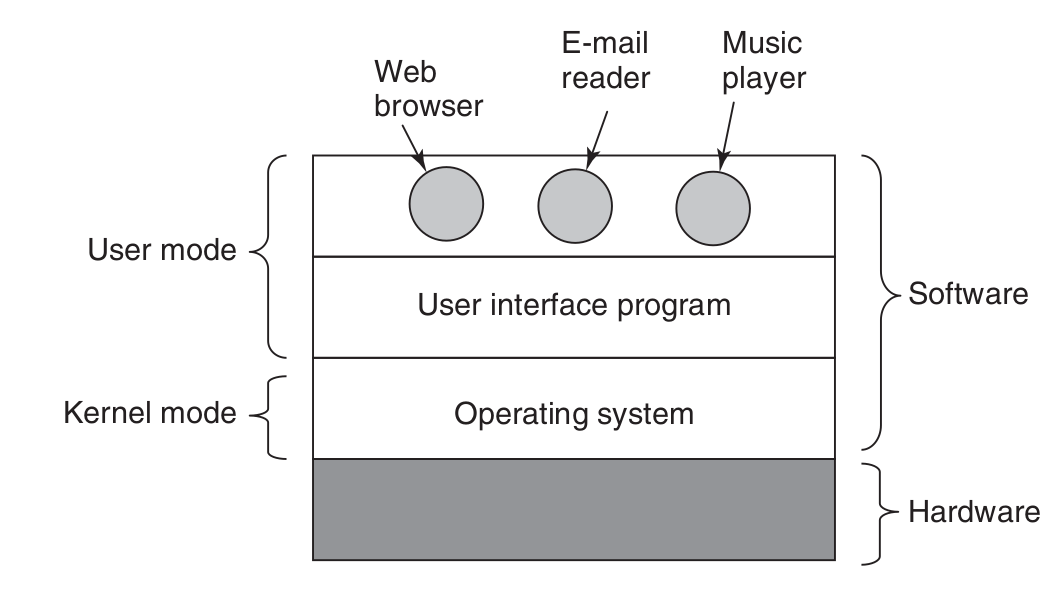 Web
browser
E-mail
reader
Music
player
User mode
User interface program
Software
Kernel mode
Operating system
Hardware